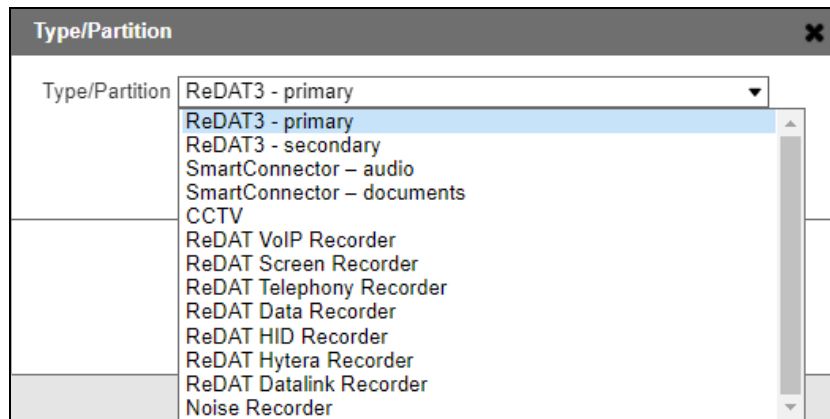 Type/Partition
Type/Partition ReDAT3 - primary
ReDAT3 - primary
ReDAT3 - secondary
SmartConnector – audio
SmartConnector – documents
CCTV
ReDAT VoIP Recorder
ReDAT Screen Recorder
ReDAT Telephony Recorder
ReDAT Data Recorder
ReDAT HID Recorder
ReDAT Hytera Recorder
ReDAT Datalink Recorder
Noise Recorder